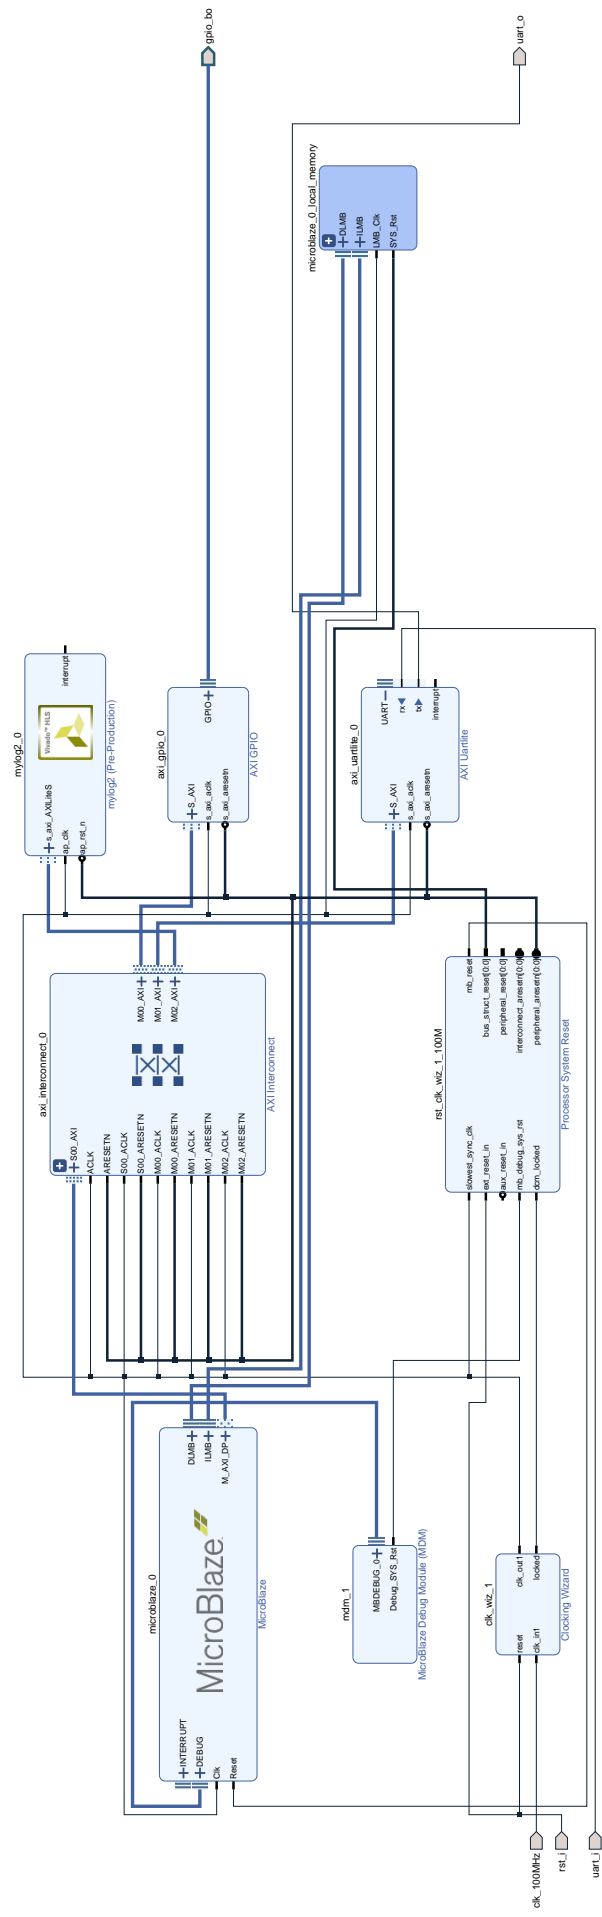 clk_100MHz
rst_i
uart_i
microblaze_0
INTERRUPT
DEBUG
Clk
Reset
MicroBlaze
DLMB
ILMB
M_AXI_DP
MicroBlaze
mdm_1
MBDEBUG_0
Debug_SYS_Rst
MicroBlaze Debug Module (MDM)
clk_wiz_1
reset
clk_in1
clk_out1
locked
Clocking Wizard
axi_interconnect_0
S00_AXI
ACLK
ARESETN
S00_ACLK
S00_ARESETN
M00_ACLK
M00_ARESETN
M01_ACLK
M01_ARESETN
M02_ACLK
M02_ARESETN
M00_AXI
M01_AXI
M02_AXI
AXI Interconnect
rst_clk_wiz_1_100M
slowest_sync_clk
ext_reset_in
aux_reset_in
mb_debug_sys_rst
dcm_locked
mb_reset
bus_struct_reset[0:0]
peripheral_reset[0:0]
interconnect_aresetn[0:0]
peripheral_aresetn[0:0]
Processor System Reset
mylog2_0
s_axi_AXILiteS
ap_clk
ap_rst_n
Vivado™ HLS
interrupt
mylog2 (Pre-Production)
axi_gpio_0
S_AXI
s_axi_aclk
s_axi_aresetn
GPIO
AXI GPIO
axi_uartlite_0
S_AXI
s_axi_aclk
s_axi_aresetn
UART
rx
tx
interrupt
AXI Uartlite
microblaze_0_local_memory
DLMB
ILMB
LMB_Clk
SYS_Rst
gpio_bo
uart_o